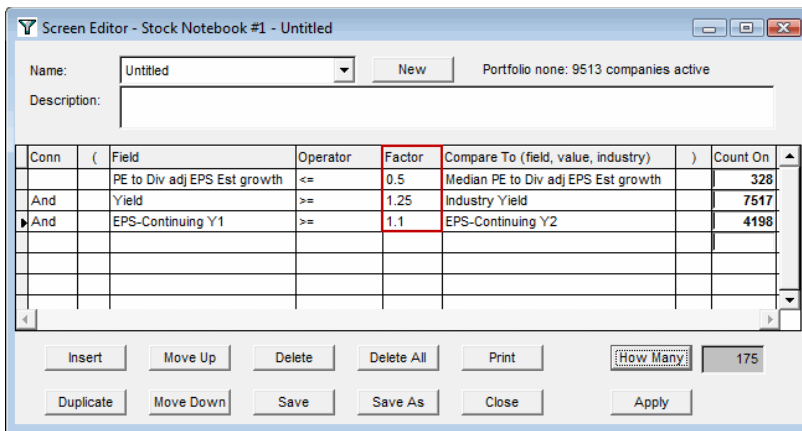 Screen Editor - Stock Notebook #1 - Untitled
Name: Untitled New Portfolio none: 9513 companies active
Description:
Conn ( Field Operator Factor Compare To (field, value, industry) ) Count On
PE to Div adj EPS Est growth <= 0.5 Median PE to Div adj EPS Est growth 328
And Yield >= 1.25 Industry Yield 7517
And EPS-Continuing Y1 >= 1.1 EPS-Continuing Y2 4198
Insert Move Up Delete Delete All Print How Many 175
Duplicate Move Down Save Save As Close Apply